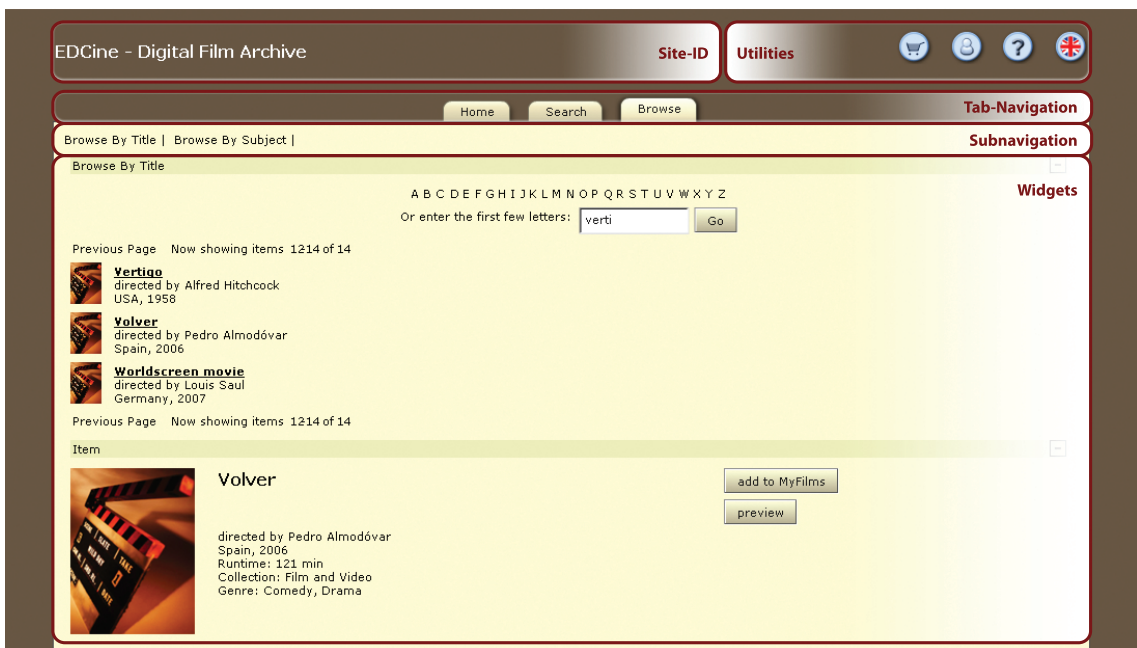 EDCine - Digital Film Archive
Site-ID
Utilities
?
Home
Search
Browse
Tab-Navigation
Browse By Title | Browse By Subject |
Subnavigation
Browse By Title
Widgets
A B C D E F G H I J K L M N O P Q R S T U V W X Y Z
Or enter the first few letters: verti Go
Previous Page Now showing items 1214 of 14
Vertigo
directed by Alfred Hitchcock
USA, 1958
Volver
directed by Pedro Almodóvar
Spain, 2006
Worldscreen movie
directed by Louis Saul
Germany, 2007
Previous Page Now showing items 1214 of 14
Item
Volver
add to MyFilms
preview
directed by Pedro Almodóvar
Spain, 2006
Runtime: 121 min
Collection: Film and Video
Genre: Comedy, Drama